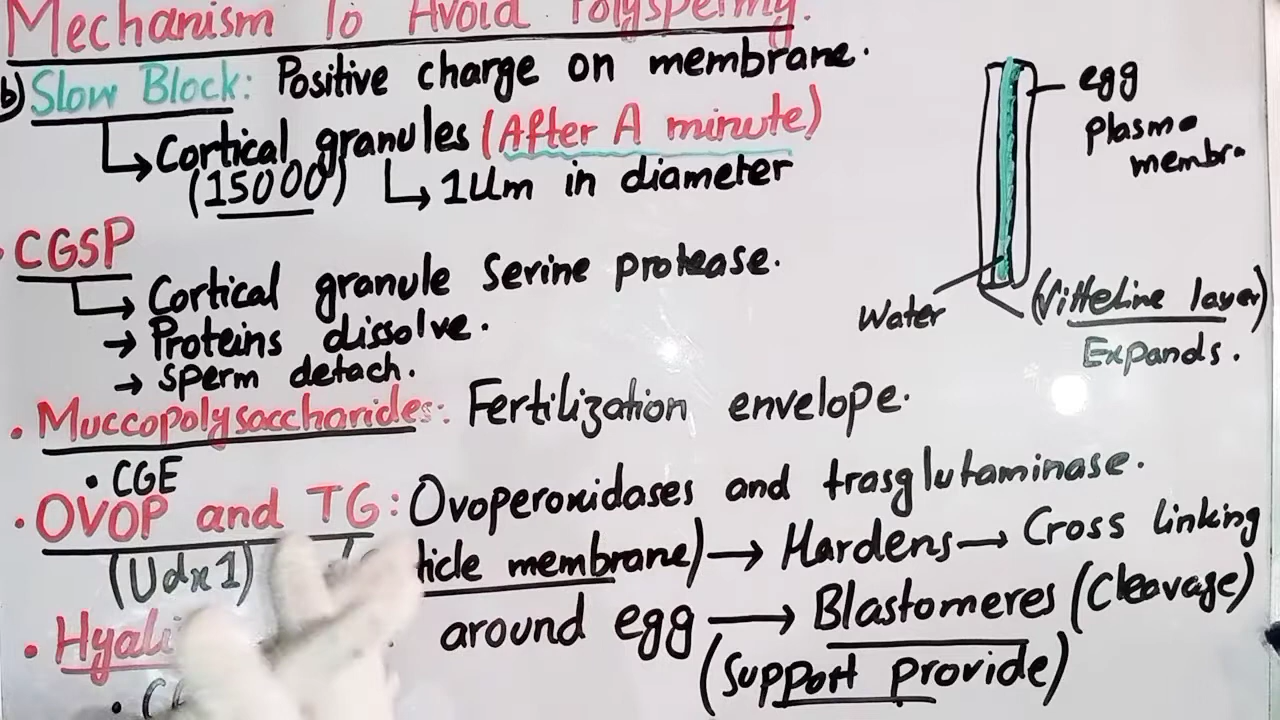 Mechanism To Avoid Polyspermy.
b) Slow Block: Positive charge on membrane.
Cortical granules (After A minute)
(15000) 1Um in diameter
CGSP
Cortical granule Serine protease.
→ Proteins dissolve.
→ Sperm detach.
• Muccopolysaccharides: Fertilization envelope.
• CGE
• OVOP and TG: Ovoperoxidases and trasglutaminase.
(Udx1) membrane) → Hardens → Cross linking
• around egg → Blastomeres (Cleavage)
(Support provide)
egg
Plasma
membra
Water
(Vitteline layer)
Expands.